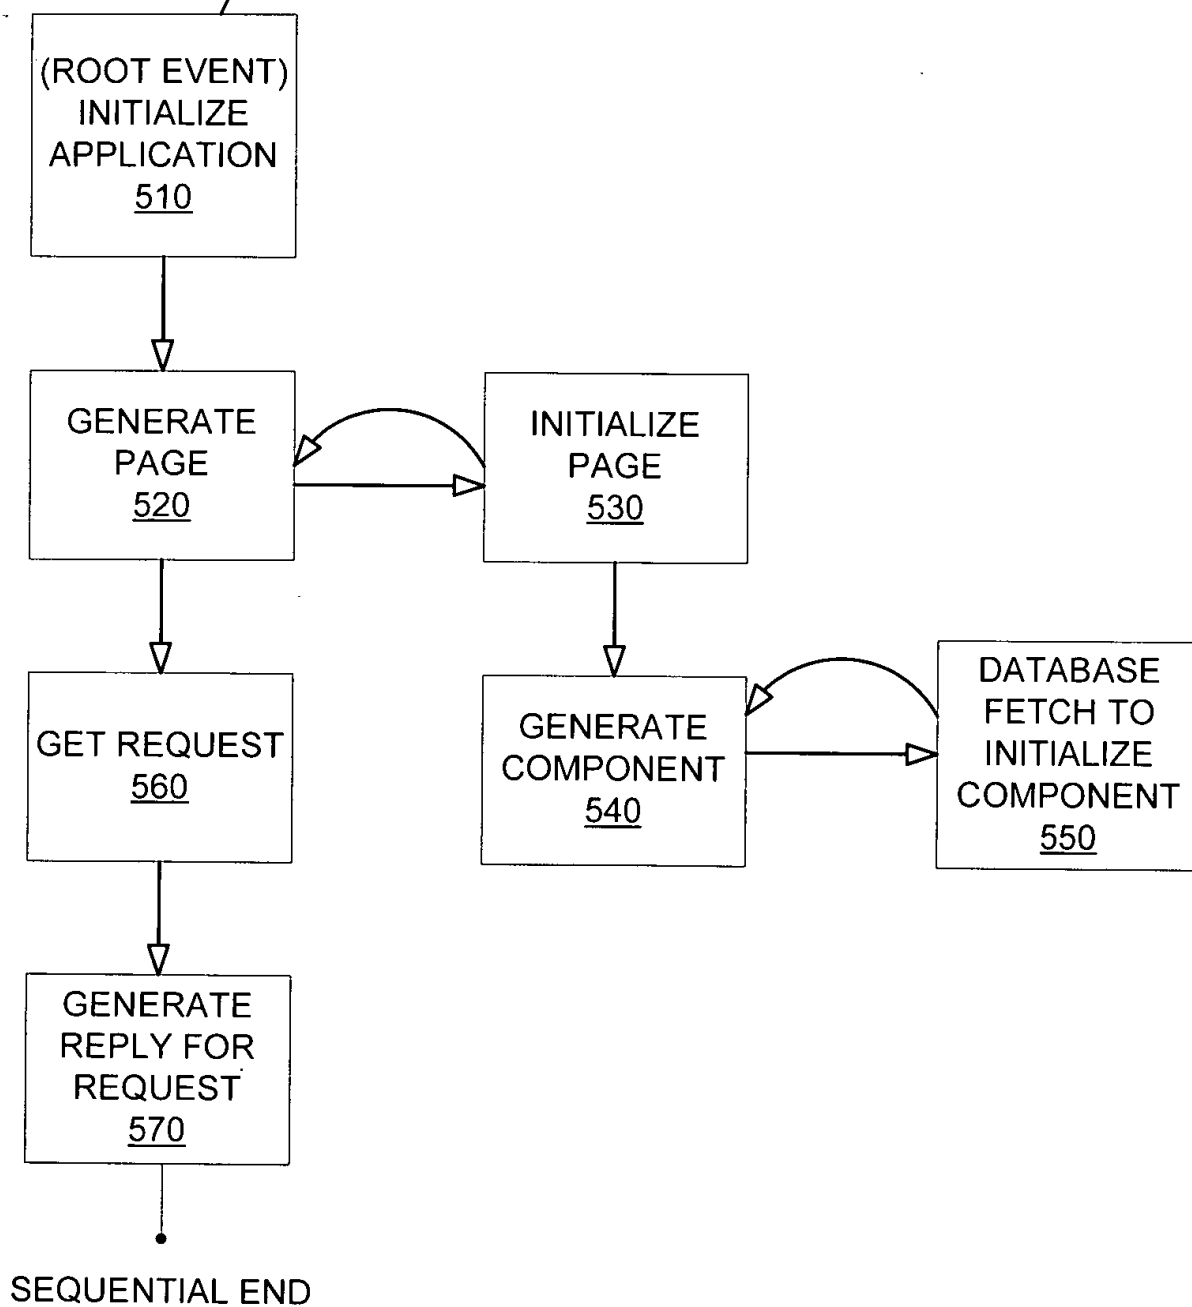 (ROOT EVENT)
INITIALIZE
APPLICATION
510
GENERATE
PAGE
520
INITIALIZE
PAGE
530
GET REQUEST
560
GENERATE
COMPONENT
540
DATABASE
FETCH TO
INITIALIZE
COMPONENT
550
GENERATE
REPLY FOR
REQUEST
570
SEQUENTIAL END